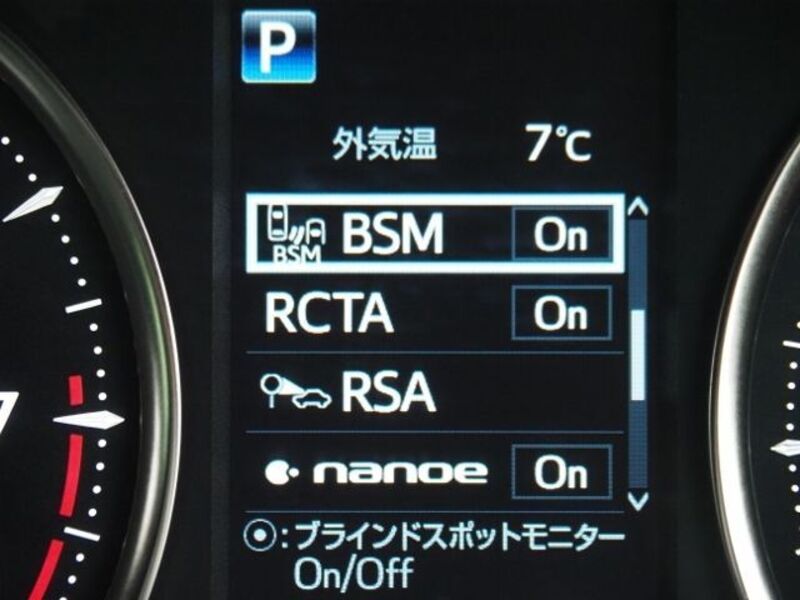 P
外気温 7℃
BSM BSM On
RCTA On
RSA
nanoe On
⦿:ブラインドスポットモニター
On/Off